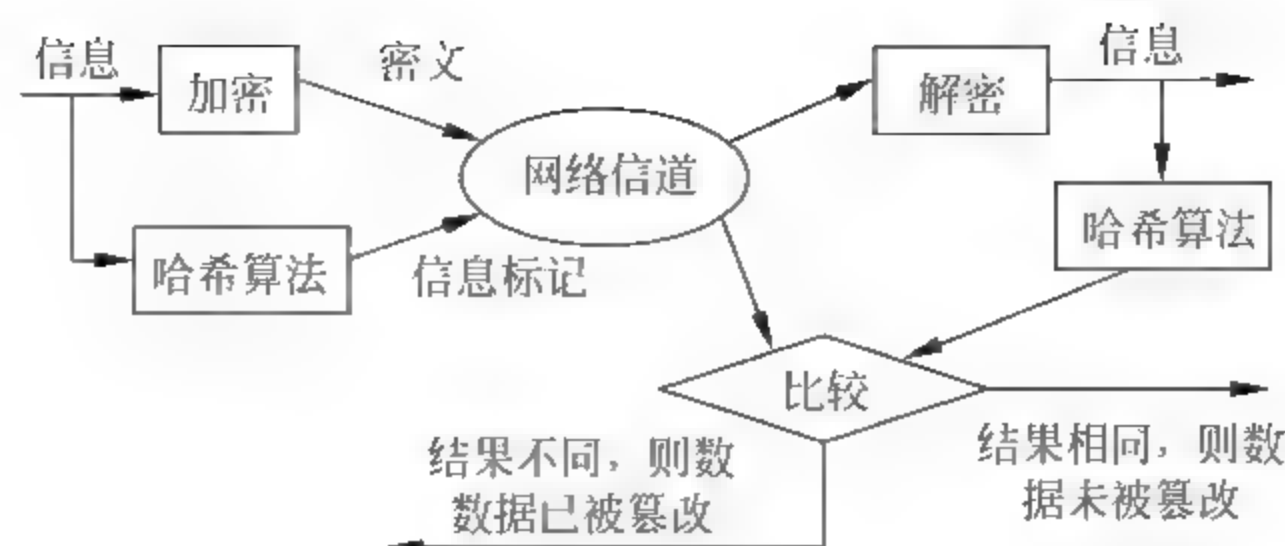 信息
加密
密文
网络信道
解密
信息
哈希算法
信息标记
哈希算法
比较
结果不同，则数
数据已被篡改
结果相同，则数
据未被篡改